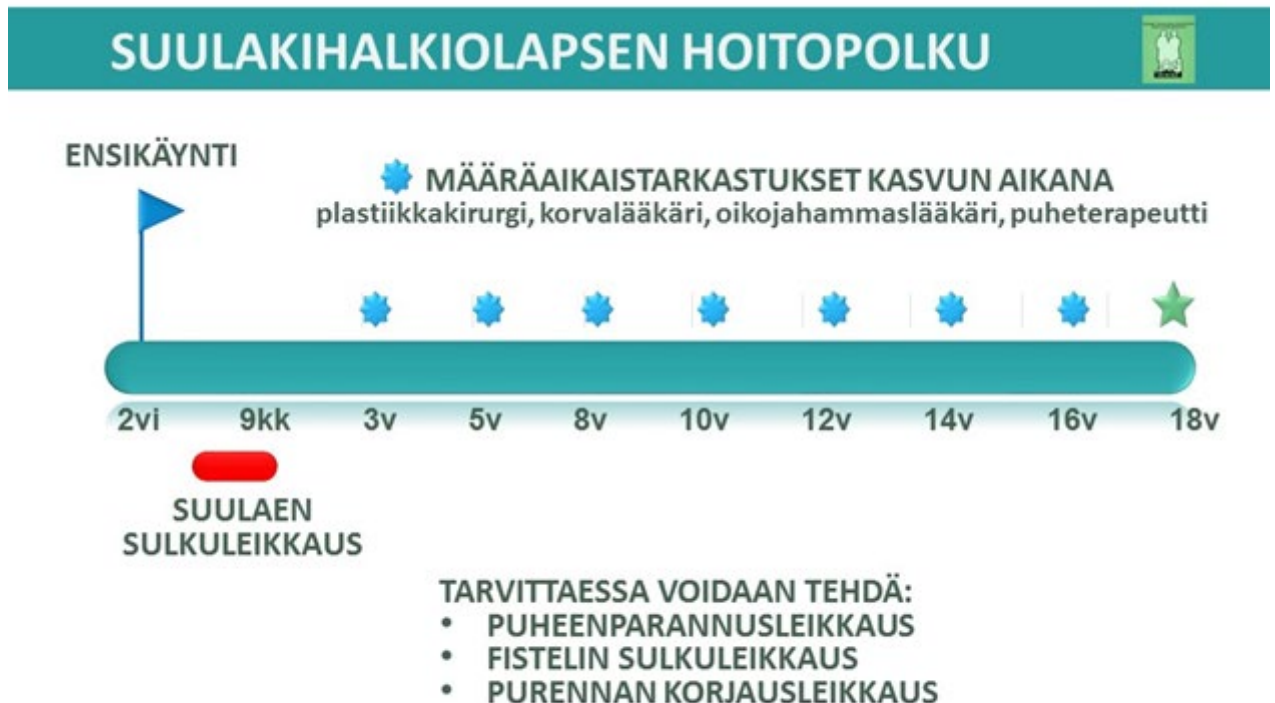 SUULAKIHALKIOLAPSEN HOITOPOLKU
ENSIKÄYNTI
MÄÄRÄAIKAISTARKASTUKSET KASVUN AIKANA
plastiikkakirurgi, korvalääkäri, oikojahammaslääkäri, puheterapeutti
2vi 9kk 3v 5v 8v 10v 12v 14v 16v 18v
SUULAEN
SULKULEIKKAUS
TARVITTAESSA VOIDAAN TEHDÄ:
• PUHEENPARANNUSLEIKKAUS
• FISTELIN SULKULEIKKAUS
• PURENNAN KORJAUSLEIKKAUS